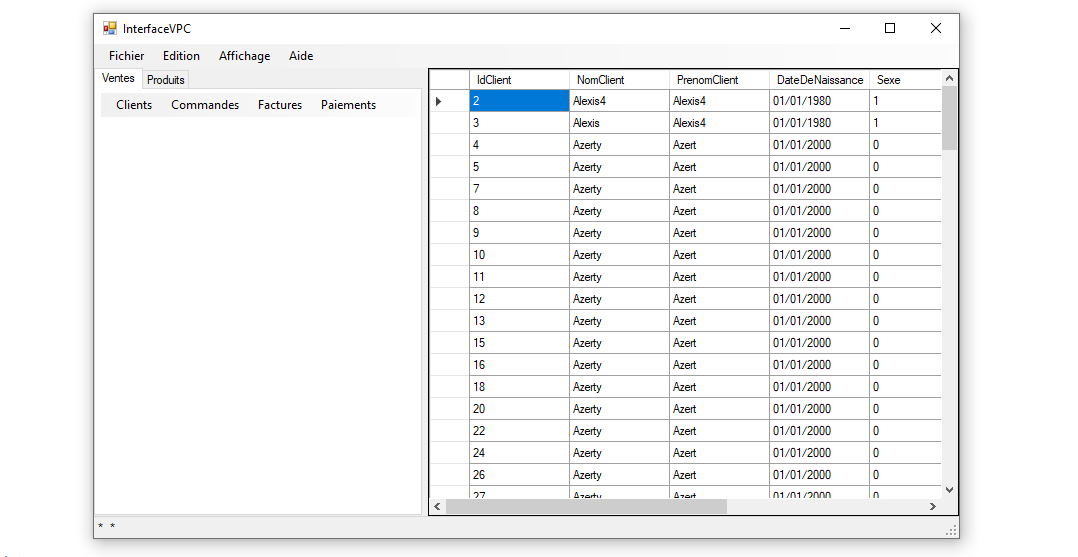 InterfaceVPC
Fichier Edition Affichage Aide
Ventes Produits
Clients Commandes Factures Paiements
IdClient NomClient PrenomClient DateDeNaissance Sexe
2 Alexis4 Alexis4 01/01/1980 1
3 Alexis Alexis4 01/01/1980 1
4 Azerty Azert 01/01/2000 0
5 Azerty Azert 01/01/2000 0
7 Azerty Azert 01/01/2000 0
8 Azerty Azert 01/01/2000 0
9 Azerty Azert 01/01/2000 0
10 Azerty Azert 01/01/2000 0
11 Azerty Azert 01/01/2000 0
12 Azerty Azert 01/01/2000 0
13 Azerty Azert 01/01/2000 0
15 Azerty Azert 01/01/2000 0
16 Azerty Azert 01/01/2000 0
18 Azerty Azert 01/01/2000 0
20 Azerty Azert 01/01/2000 0
22 Azerty Azert 01/01/2000 0
24 Azerty Azert 01/01/2000 0
26 Azerty Azert 01/01/2000 0
27 Azerty Azert 01/01/2000 0
* *